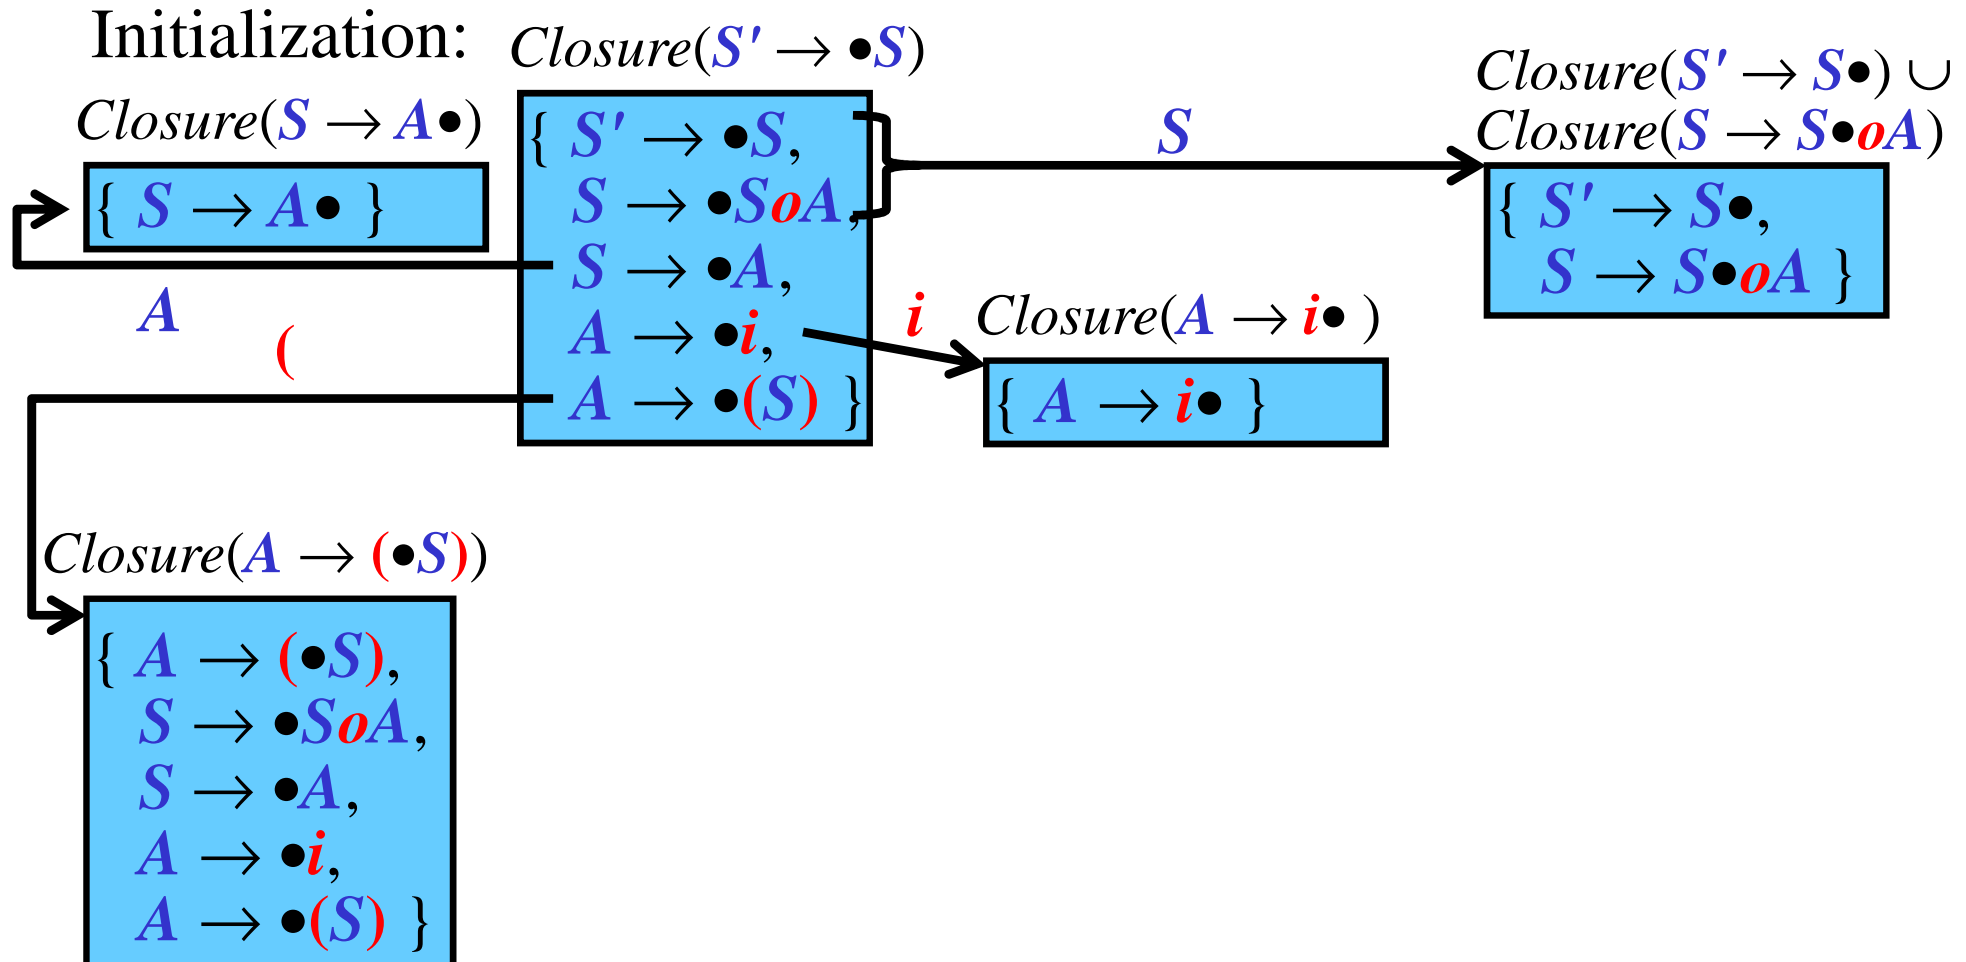 Initialization:
Closure(S' → •S)
{ S' → •S,
S → •SoA,
S → •A,
A → •i,
A → •(S) }
Closure(S → A•)
{ S → A• }
A
(
S
Closure(S' → S•) ∪
Closure(S → S•oA)
{ S' → S•,
S → S•oA }
i
Closure(A → i• )
{ A → i• }
Closure(A → (•S))
{ A → (•S),
S → •SoA,
S → •A,
A → •i,
A → •(S) }